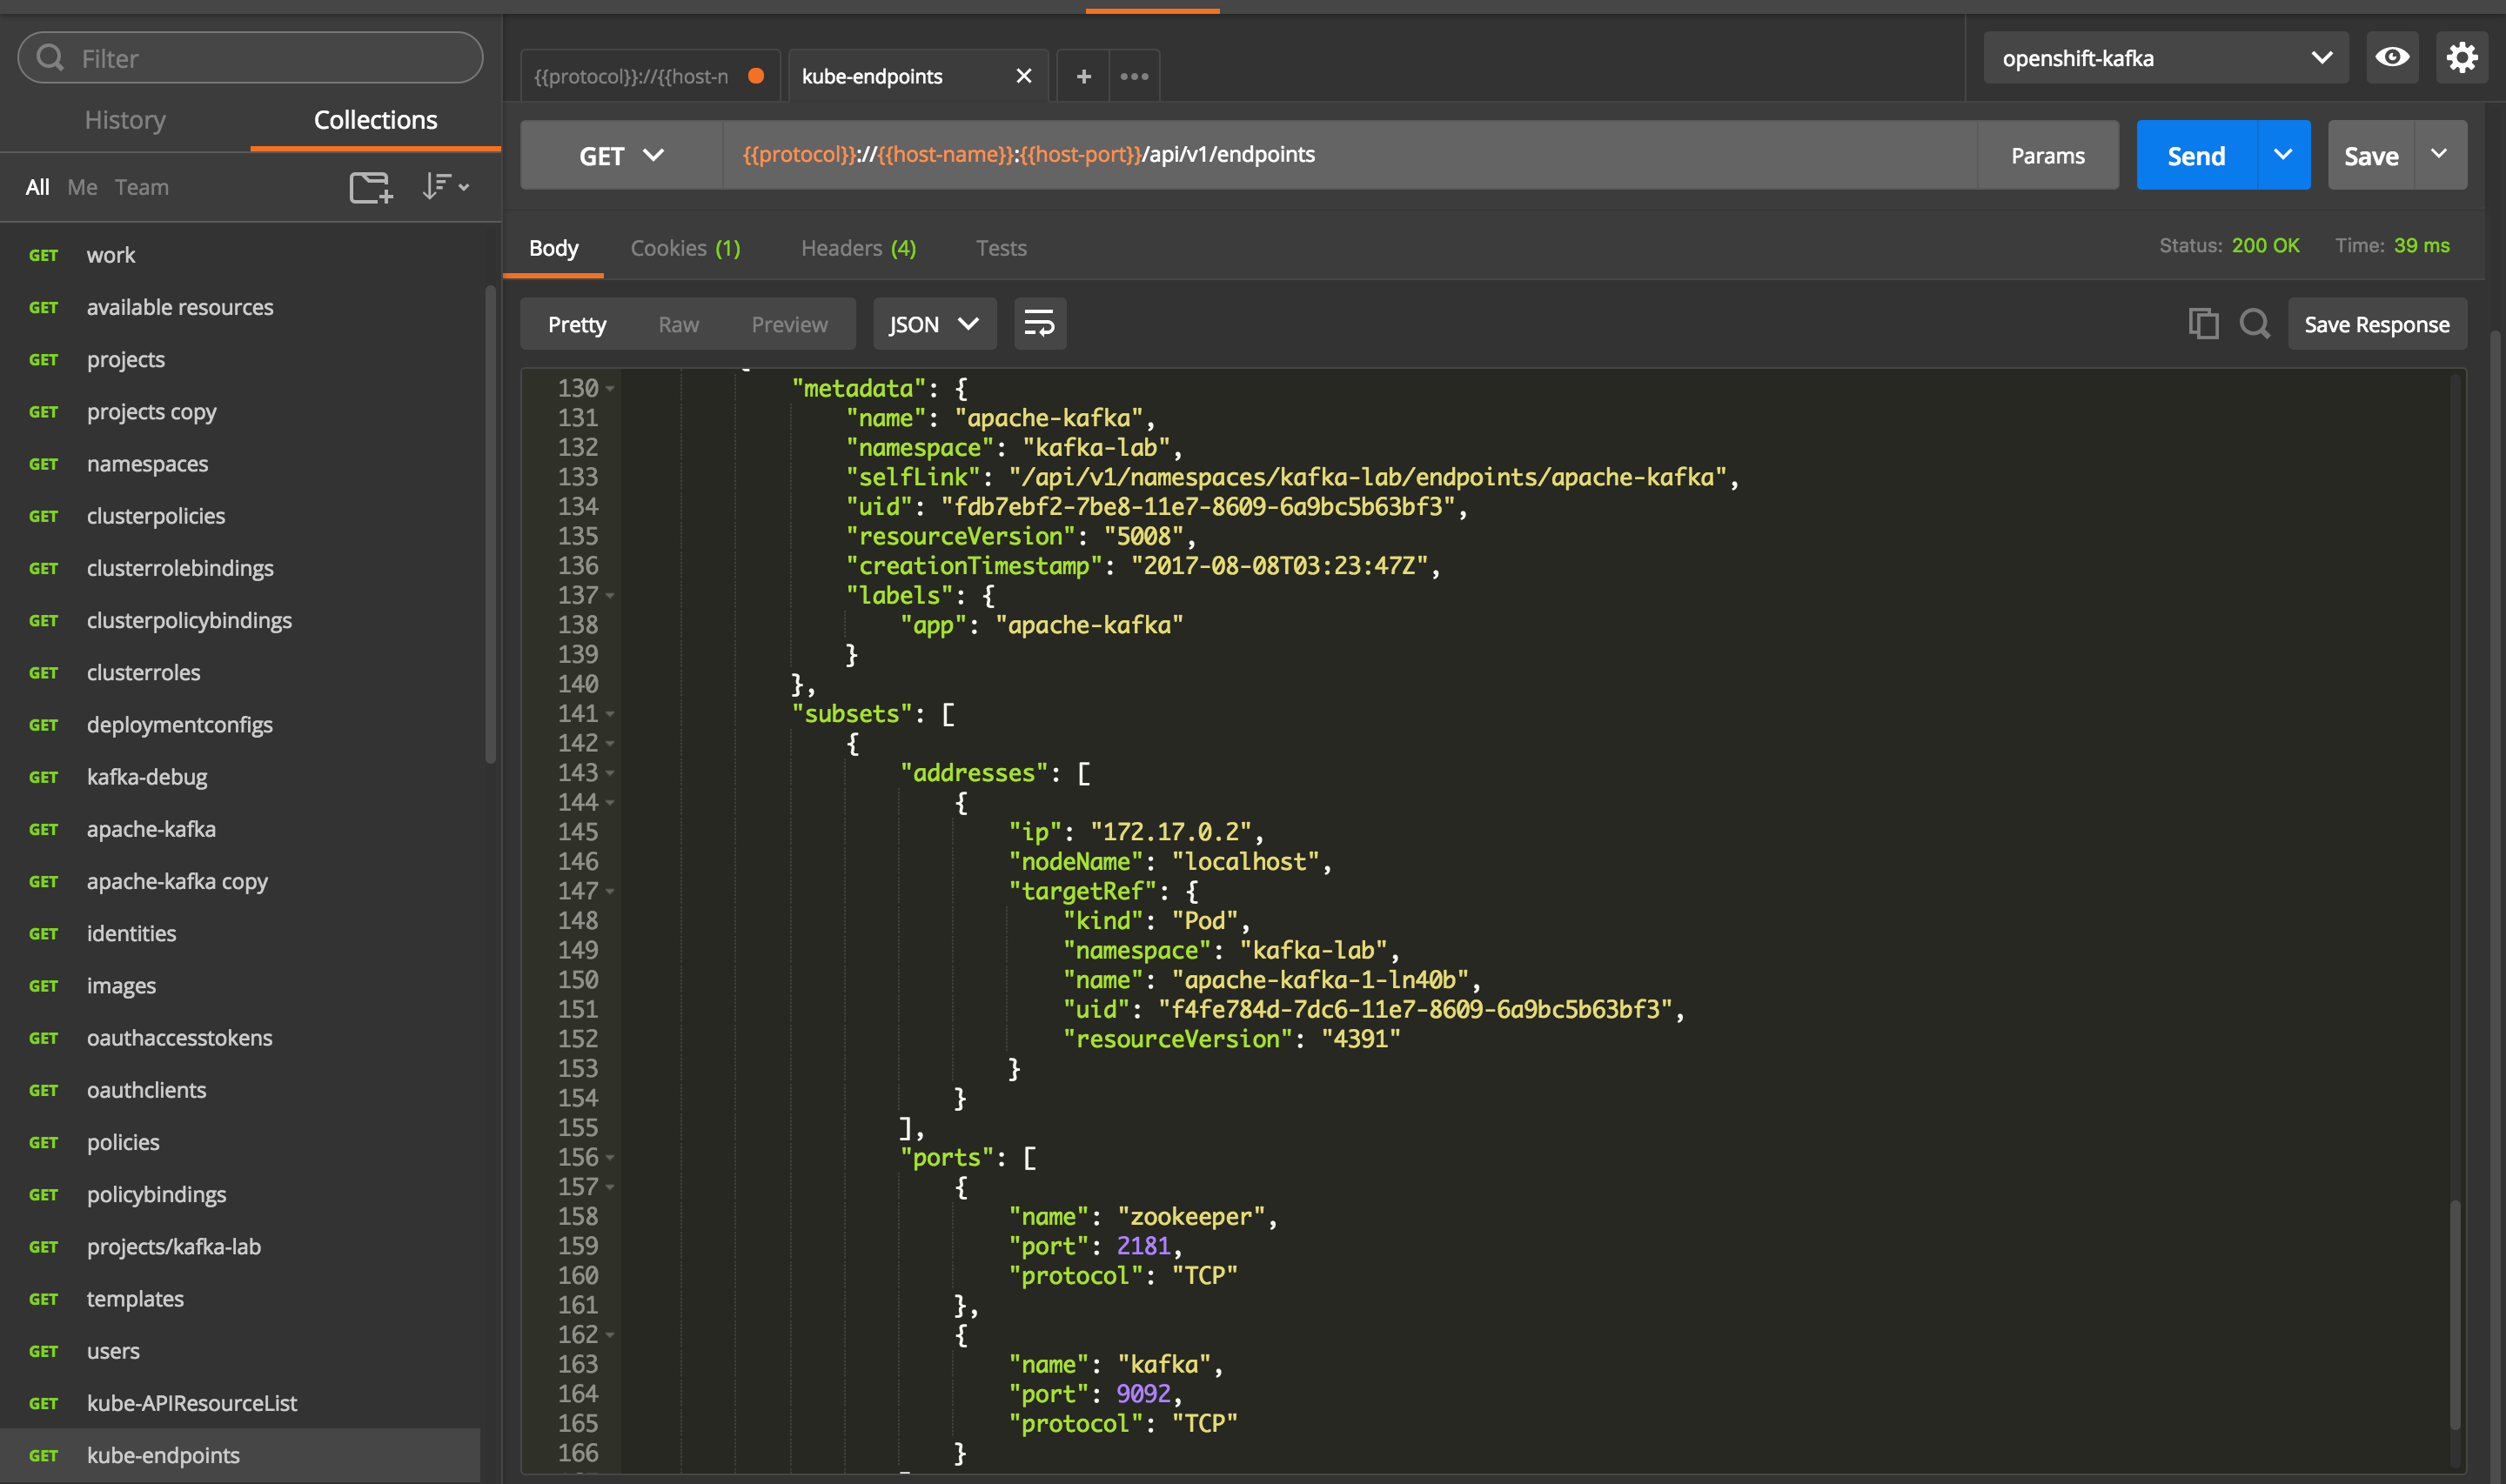 Filter
History Collections
All Me Team
GET work
GET available resources
GET projects
GET projects copy
GET namespaces
GET clusterpolicies
GET clusterrolebindings
GET clusterpolicybindings
GET clusterroles
GET deploymentconfigs
GET kafka-debug
GET apache-kafka
GET apache-kafka copy
GET identities
GET images
GET oauthaccesstokens
GET oauthclients
GET policies
GET policybindings
GET projects/kafka-lab
GET templates
GET users
GET kube-APIResourceList
GET kube-endpoints
{{protocol}}://{{host-n kube-endpoints
openshift-kafka
GET {{protocol}}://{{host-name}}:{{host-port}}/api/v1/endpoints Params Send Save
Body Cookies (1) Headers (4) Tests Status: 200 OK Time: 39 ms
Pretty Raw Preview JSON Save Response
130 "metadata": {
131 "name": "apache-kafka",
132 "namespace": "kafka-lab",
133 "selfLink": "/api/v1/namespaces/kafka-lab/endpoints/apache-kafka",
134 "uid": "fdb7ebf2-7be8-11e7-8609-6a9bc5b63bf3",
135 "resourceVersion": "5008",
136 "creationTimestamp": "2017-08-08T03:23:47Z",
137 "labels": {
138 "app": "apache-kafka"
139 }
140 },
141 "subsets": [
142 {
143 "addresses": [
144 {
145 "ip": "172.17.0.2",
146 "nodeName": "localhost",
147 "targetRef": {
148 "kind": "Pod",
149 "namespace": "kafka-lab",
150 "name": "apache-kafka-1-ln40b",
151 "uid": "f4fe784d-7dc6-11e7-8609-6a9bc5b63bf3",
152 "resourceVersion": "4391"
153 }
154 }
155 ],
156 "ports": [
157 {
158 "name": "zookeeper",
159 "port": 2181,
160 "protocol": "TCP"
161 },
162 {
163 "name": "kafka",
164 "port": 9092,
165 "protocol": "TCP"
166 }